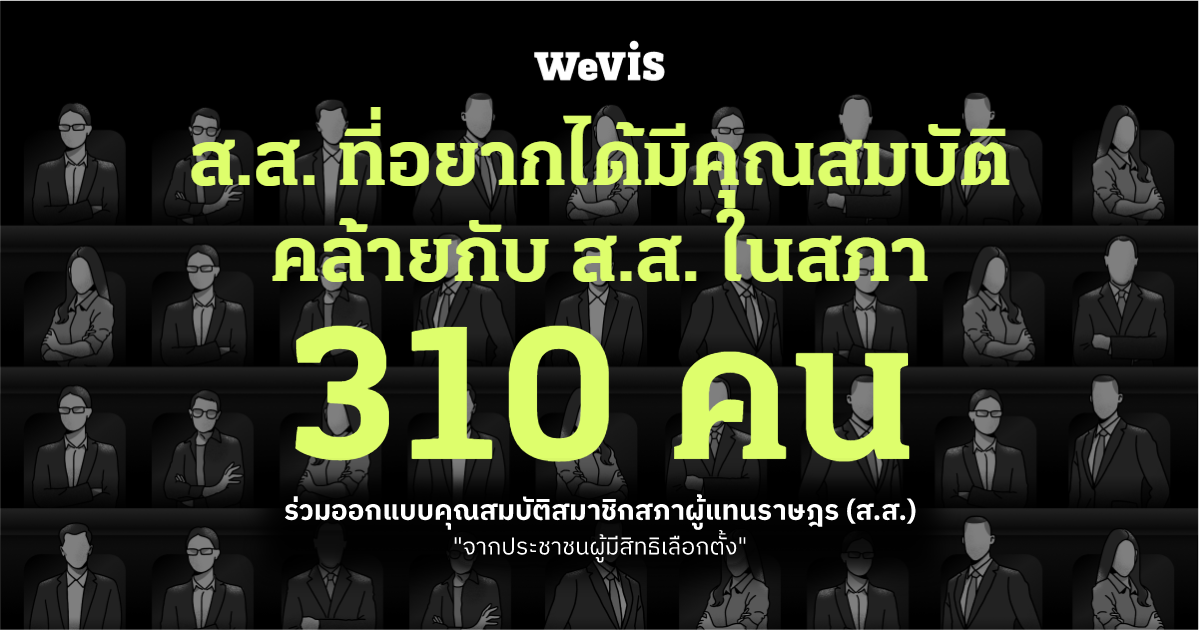 WeVIS
ส.ส. ที่อยากได้มีคุณสมบัติ
คล้ายกับ ส.ส. ในสภา
310 คน
ร่วมออกแบบคุณสมบัติสมาชิกสภาผู้แทนราษฎร (ส.ส.)
"จากประชาชนผู้มีสิทธิเลือกตั้ง"